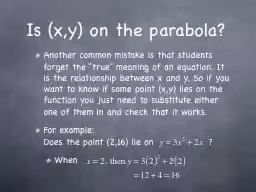 Is (x,y) on the parabola?
Another common mistake is that students
forget the "true" meaning of an equation. It
is the relationship between x and y. So if you
want to know if some point (x,y) lies on the
function you just need to substitute either
one of them in and check that it works.
For example:
Does the point (2,16) lie on y = 3x² + 2x ?
When x = 2, then y = 3(2)² + 2(2)
= 12 + 4 = 16